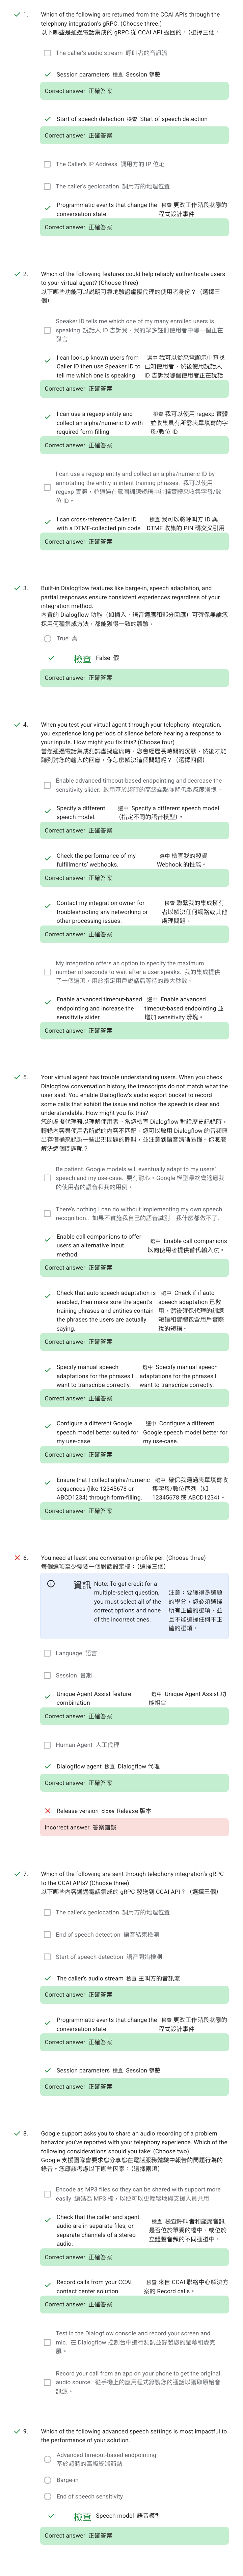 1. Which of the following are returned from the CCAI APIs through the
telephony integration's gRPC. (Choose three.)
以下哪些是通過電話集成的 gRPC 從 CCAI API 返回的。（選擇三個。
The caller's audio stream 呼叫者的音訊流
Session parameters 檢查 Session 參數
Correct answer 正確答案
Start of speech detection 檢查 Start of speech detection
Correct answer 正確答案
The Caller's IP Address 調用方的 IP 位址
The caller's geolocation 調用方的地理位置
Programmatic events that change the 檢查 更改工作階段狀態的
conversation state 程式設計事件
Correct answer 正確答案
2. Which of the following features could help reliably authenticate users
to your virtual agent? (Choose three)
以下哪些功能可以説明可靠地驗證虛擬代理的使用者身份？（選擇三
個）
Speaker ID tells me which one of my many enrolled users is
speaking 說話人 ID 告訴我，我的眾多註冊使用者中哪一個正在
發言
I can lookup known users from 選中 我可以從來電顯示中查找
Caller ID then use Speaker ID to 已知使用者，然後使用說話人
tell me which one is speaking ID 告訴我哪個使用者正在說話
Correct answer 正確答案
I can use a regexp entity and 檢查 我可以使用 regexp 實體
collect an alpha/numeric ID with 並收集具有所需表單填寫的字
required form-filling 母/數位 ID
Correct answer 正確答案
I can use a regexp entity and collect an alpha/numeric ID by
annotating the entity in intent training phrases. 我可以使用
regexp 實體，並通過在意圖訓練短語中註釋實體來收集字母/數
位 ID。
I can cross-reference Caller ID 檢查 我可以將呼叫方 ID 與
with a DTMF-collected pin code DTMF 收集的 PIN 碼交叉引用
Correct answer 正確答案
3. Built-in Dialogflow features like barge-in, speech adaptation, and
partial responses ensure consistent experiences regardless of your
integration method.
內置的 Dialogflow 功能（如插入、語音適應和部分回應）可確保無論您
採用何種集成方法，都能獲得一致的體驗。
True 真
檢查 False 假
Correct answer 正確答案
4. When you test your virtual agent through your telephony integration,
you experience long periods of silence before hearing a response to
your inputs. How might you fix this? (Choose four)
當您通過電話集成測試虛擬座席時，您會經歷長時間的沉默，然後才能
聽到對您的輸入的回應。你怎麼解決這個問題呢？（選擇四個）
Enable advanced timeout-based endpointing and decrease the
sensitivity slider. 啟用基於超時的高級端點並降低敏感度滑塊。
Specify a different 選中 Specify a different speech model
speech model. （指定不同的語音模型）。
Correct answer 正確答案
Check the performance of my 選中 檢查我的發貨
fulfillments' webhooks. Webhook 的性能。
Correct answer 正確答案
Contact my integration owner for 檢查 聯繫我的集成擁有
troubleshooting any networking or 者以解決任何網路或其他
other processing issues. 處理問題。
Correct answer 正確答案
My integration offers an option to specify the maximum
number of seconds to wait after a user speaks. 我的集成提供
了一個選項，用於指定用戶說話后等待的最大秒數。
Enable advanced timeout-based 選中 Enable advanced
endpointing and increase the timeout-based endpointing 並
sensitivity slider. 增加 sensitivity 滑塊。
Correct answer 正確答案
5. Your virtual agent has trouble understanding users. When you check
Dialogflow conversation history, the transcripts do not match what the
user said. You enable Dialogflow's audio export bucket to record
some calls that exhibit the issue and notice the speech is clear and
understandable. How might you fix this?
您的虛擬代理難以理解使用者。當您檢查 Dialogflow 對話歷史記錄時，
轉錄內容與使用者所說的內容不匹配。您可以啟用 Dialogflow 的音頻匯
出存儲桶來錄製一些出現問題的呼叫，並注意到語音清晰易懂。你怎麼
解決這個問題呢？
Be patient. Google models will eventually adapt to my users'
speech and my use-case. 要有耐心。Google 模型最終會適應我
的使用者的語音和我的用例。
There's nothing I can do without implementing my own speech
recognition.. 如果不實施我自己的語音識別，我什麼都做不了..
Enable call companions to offer 選中 Enable call companions
users an alternative input 以向使用者提供替代輸入法。
method.
Correct answer 正確答案
Check that auto speech adaptation is 選中 Check if if auto
enabled, then make sure the agent's speech adaptation 已啟
training phrases and entities contain 用，然後確保代理的訓練
the phrases the users are actually 短語和實體包含用戶實際
saying. 說的短語。
Correct answer 正確答案
Specify manual speech 選中 Specify manual speech
adaptations for the phrases I adaptations for the phrases I
want to transcribe correctly. want to transcribe correctly.
Correct answer 正確答案
Configure a different Google 選中 Configure a different
speech model better suited for Google speech model better suited for
my use-case. my use-case.
Correct answer 正確答案
Ensure that I collect alpha/numeric 選中 確保我通過表單填寫收
sequences (like 12345678 or 集字母/數位序列（如
ABCD1234) through form-filling. 12345678 或 ABCD1234）。
Correct answer 正確答案
6. You need at least one conversation profile per: (Choose three)
每個選項至少需要一個對話設定檔：（選擇三個）
資訊 Note: To get credit for a 注意：要獲得多選題
multiple-select question, 的學分，您必須選擇
you must select all of the 所有正確的選項，並
correct options and none 且不能選擇任何不正
of the incorrect ones. 確的選項。
Language 語言
Session 會期
Unique Agent Assist feature 選中 Unique Agent Assist 功
combination 能組合
Correct answer 正確答案
Human Agent 人工代理
Dialogflow agent 檢查 Dialogflow 代理
Correct answer 正確答案
Release version close Release 版本
Incorrect answer 答案錯誤
7. Which of the following are sent through telephony integration's gRPC
to the CCAI APIs? (Choose three)
以下哪些內容通過電話集成的 gRPC 發送到 CCAI API？（選擇三個）
The caller's geolocation 調用方的地理位置
End of speech detection 語音結束檢測
Start of speech detection 語音開始檢測
The caller's audio stream 檢查 主叫方的音訊流
Correct answer 正確答案
Programmatic events that change the 檢查 更改工作階段狀態的
conversation state 程式設計事件
Correct answer 正確答案
Session parameters 檢查 Session 參數
Correct answer 正確答案
8. Google support asks you to share an audio recording of a problem
behavior you've reported with your telephony experience. Which of the
following considerations should you take: (Choose two)
Google 支援團隊會要求您分享您在電話服務體驗中報告的問題行為的
錄音。您應該考慮以下哪些因素：（選擇兩項）
Encode as MP3 files so they can be shared with support more
easily 編碼為 MP3 檔，以便可以更輕鬆地與支援人員共用
Check that the caller and agent 檢查 檢查呼叫者和座席音訊
audio are in separate files, or 是否位於單獨的檔中，或位於
separate channels of a stereo 立體聲音頻的不同通道中。
audio.
Correct answer 正確答案
Record calls from your CCAI 檢查 來自 CCAI 聯絡中心解決方
contact center solution. 案的 Record calls。
Correct answer 正確答案
Test in the Dialogflow console and record your screen and
mic. 在 Dialogflow 控制台中進行測試並錄製您的螢幕和麥克
風。
Record your call from an app on your phone to get the original
audio source. 從手機上的應用程式錄製您的通話以獲取原始音
訊源。
9. Which of the following advanced speech settings is most impactful to
the performance of your solution.
Advanced timeout-based endpointing
基於超時的高級終端節點
Barge-in
End of speech sensitivity
檢查 Speech model 語音模型
Correct answer 正確答案